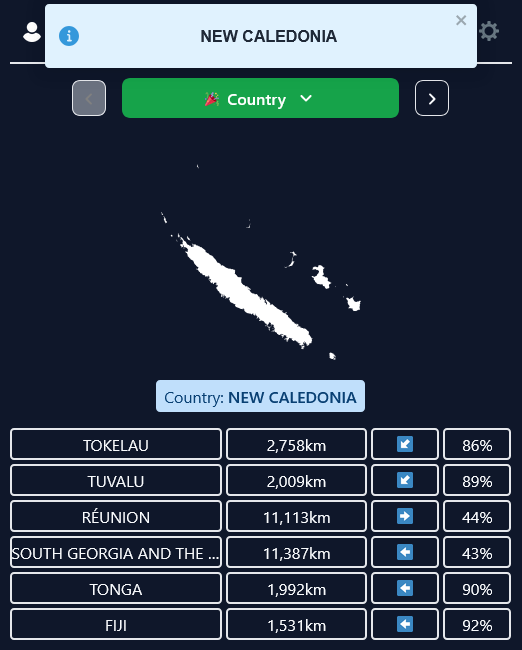 NEW CALEDONIA
Country
Country: NEW CALEDONIA
TOKELAU 2,758km 86%
TUVALU 2,009km 89%
RÉUNION 11,113km 44%
SOUTH GEORGIA AND THE ... 11,387km 43%
TONGA 1,992km 90%
FIJI 1,531km 92%